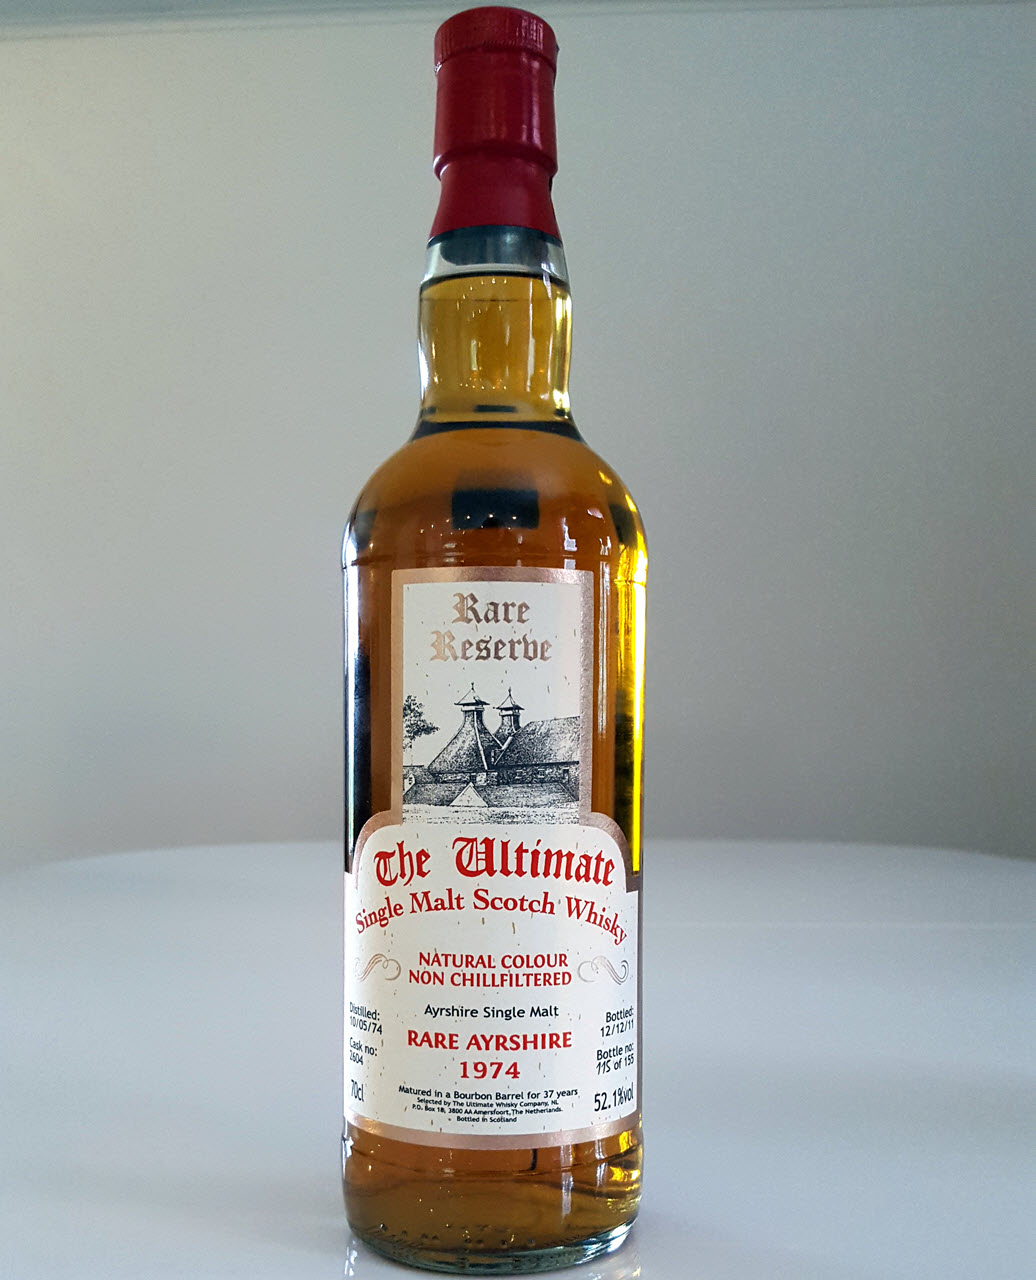 Rare
Reserve
The Ultimate
Single Malt Scotch Whisky
NATURAL COLOUR
NON CHILLFILTERED
Ayrshire Single Malt
Distilled:
10/05/74
Bottled:
12/12/11
RARE AYRSHIRE
1974
Cask no:
2604
Bottle no:
115 of 155
70cl
52.1%vol
Matured in a Bourbon Barrel for 37 years
Selected by The Ultimate Whisky Company, NL
P.O. Box 18, 3800 AA Amersfoort, The Netherlands.
Bottled in Scotland